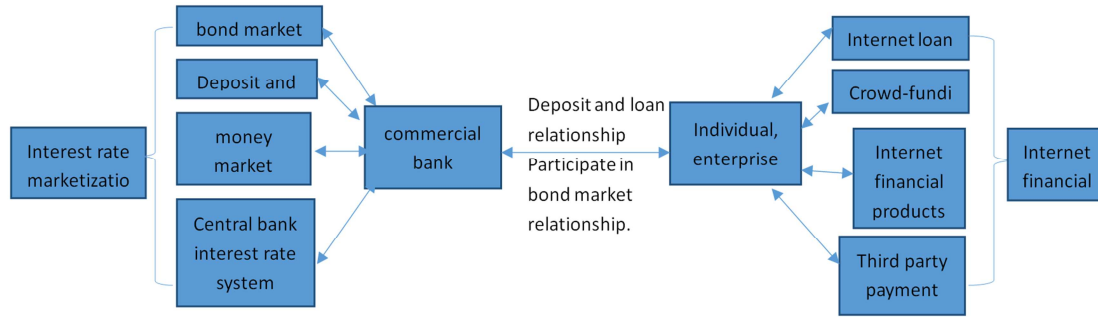 Interest rate
marketizatio
bond market
Deposit and
money
market
Central bank
interest rate
system
commercial
bank
Deposit and loan
relationship
Participate in
bond market
relationship.
Individual,
enterprise
Internet loan
Crowd-fundi
Internet
financial
products
Third party
payment
Internet
financial